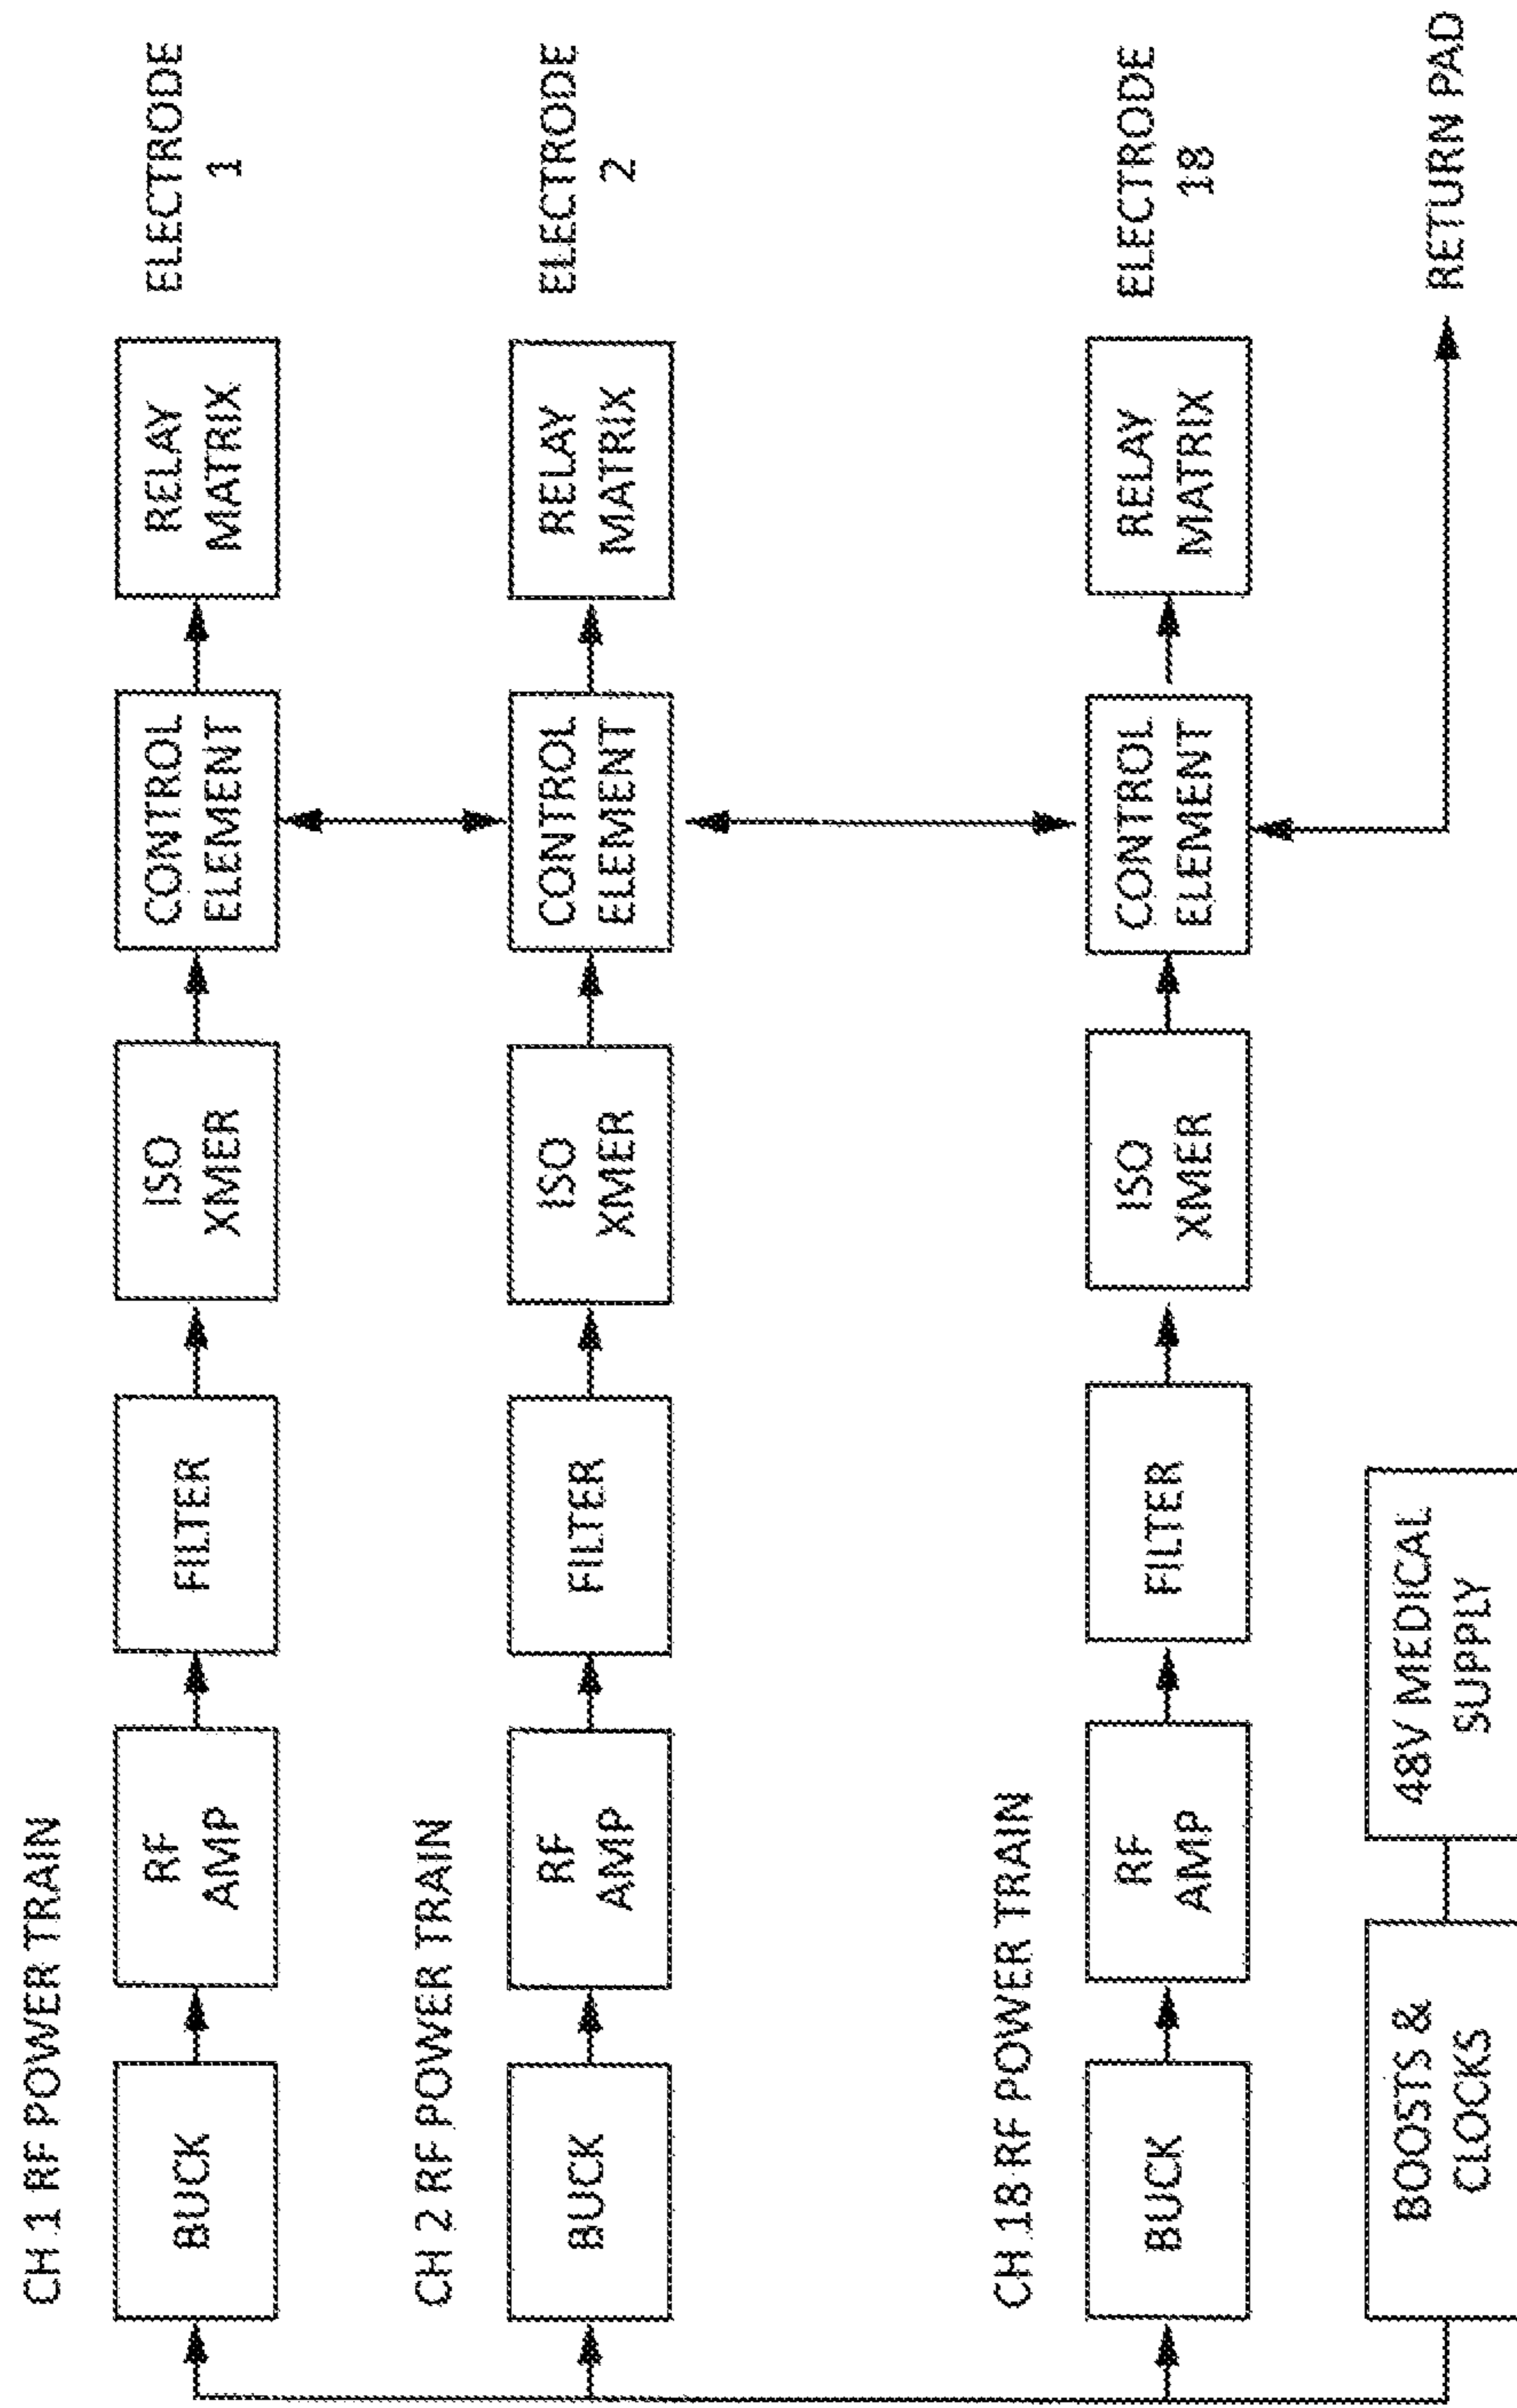 CH 1 RF POWER TRAIN
BUCK
RF
AMP
FILTER
ISO
XMER
CONTROL
ELEMENT
RELAY
MATRIX
ELECTRODE
1
CH 2 RF POWER TRAIN
BUCK
RF
AMP
FILTER
ISO
XMER
CONTROL
ELEMENT
RELAY
MATRIX
ELECTRODE
2
CH 18 RF POWER TRAIN
BUCK
RF
AMP
FILTER
ISO
XMER
CONTROL
ELEMENT
RELAY
MATRIX
ELECTRODE
18
BOOSTS &
CLOCKS
48V MEDICAL
SUPPLY
RETURN PAD